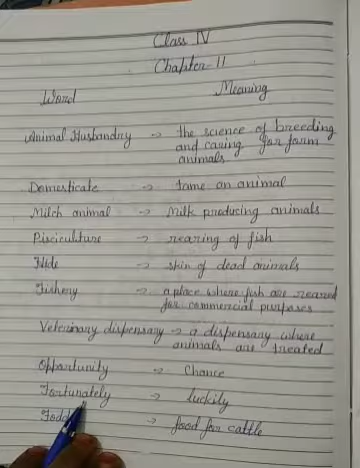 Class IV
Chapter-11
Word Meaning
Animal Husbandry → the science of breeding
and caring for farm
animals
Domesticate → tame an animal
Milch animal → Milk producing animals
Pisciculture → rearing of fish
Hide → skin of dead animals
Fishery → a place where fish are reared
for commercial purposes
Veterinary dispensary → a dispensary where
animals are treated
Opportunity → Chance
Fortunately → luckily
→ food for cattle